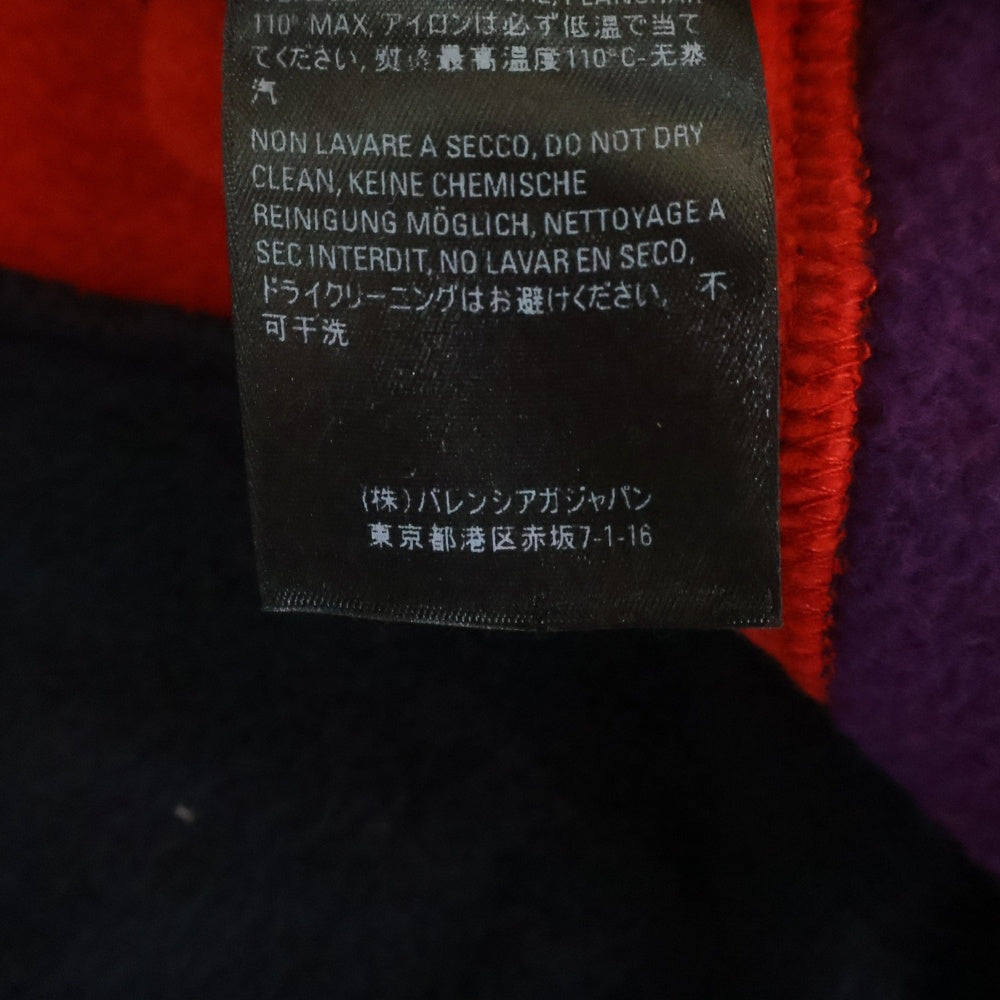 PLANCHAR
110° MAX, アイロンは必ず低温で当
てください, 熨 最高温度110°C-无蒸
汽
NON LAVARE A SECCO, DO NOT DRY
CLEAN, KEINE CHEMISCHE
REINIGUNG MÖGLICH, NETTOYAGE A
SEC INTERDIT, NO LAVAR EN SECO,
ドライクリーニングはお避けください。 不
可干洗
(株)バレンシアガジャパン
東京都港区赤坂7-1-16